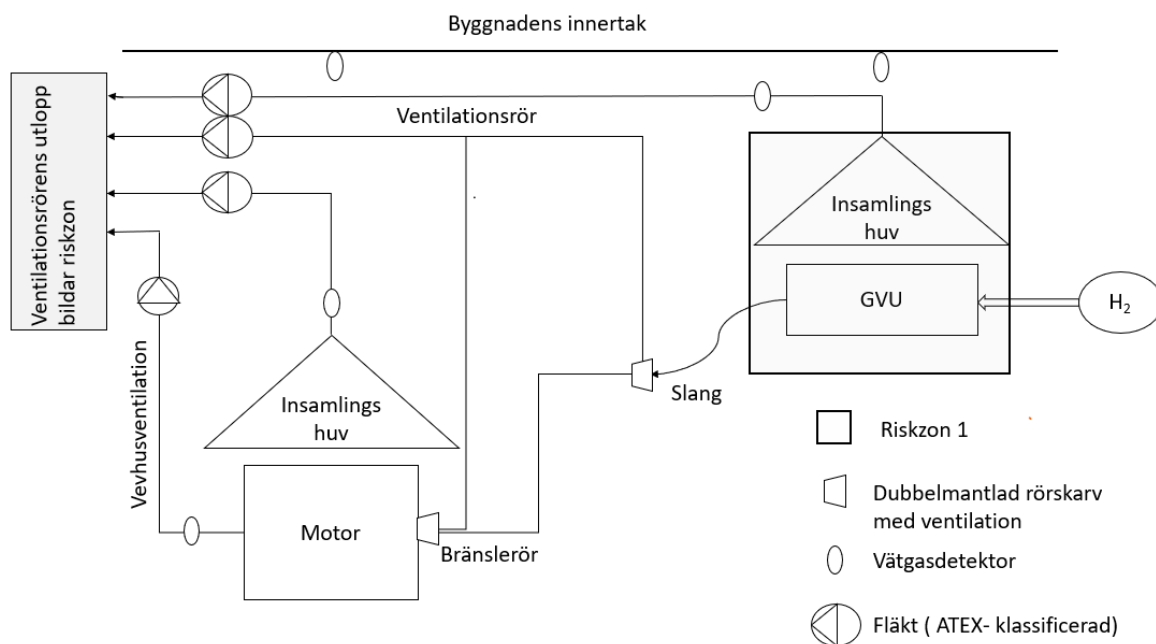 Byggnadens innertak
Ventilationsrör
Ventilationsrörens utlopp
bildar riskzon
Insamlings
huv
GVU
H₂
Slang
Vevhusventilation
Insamlings
huv
Motor
Bränslerör
Riskzon 1
Dubbelmantlad rörskarv
med ventilation
Vätgasdetektor
Fläkt ( ATEX- klassificerad)